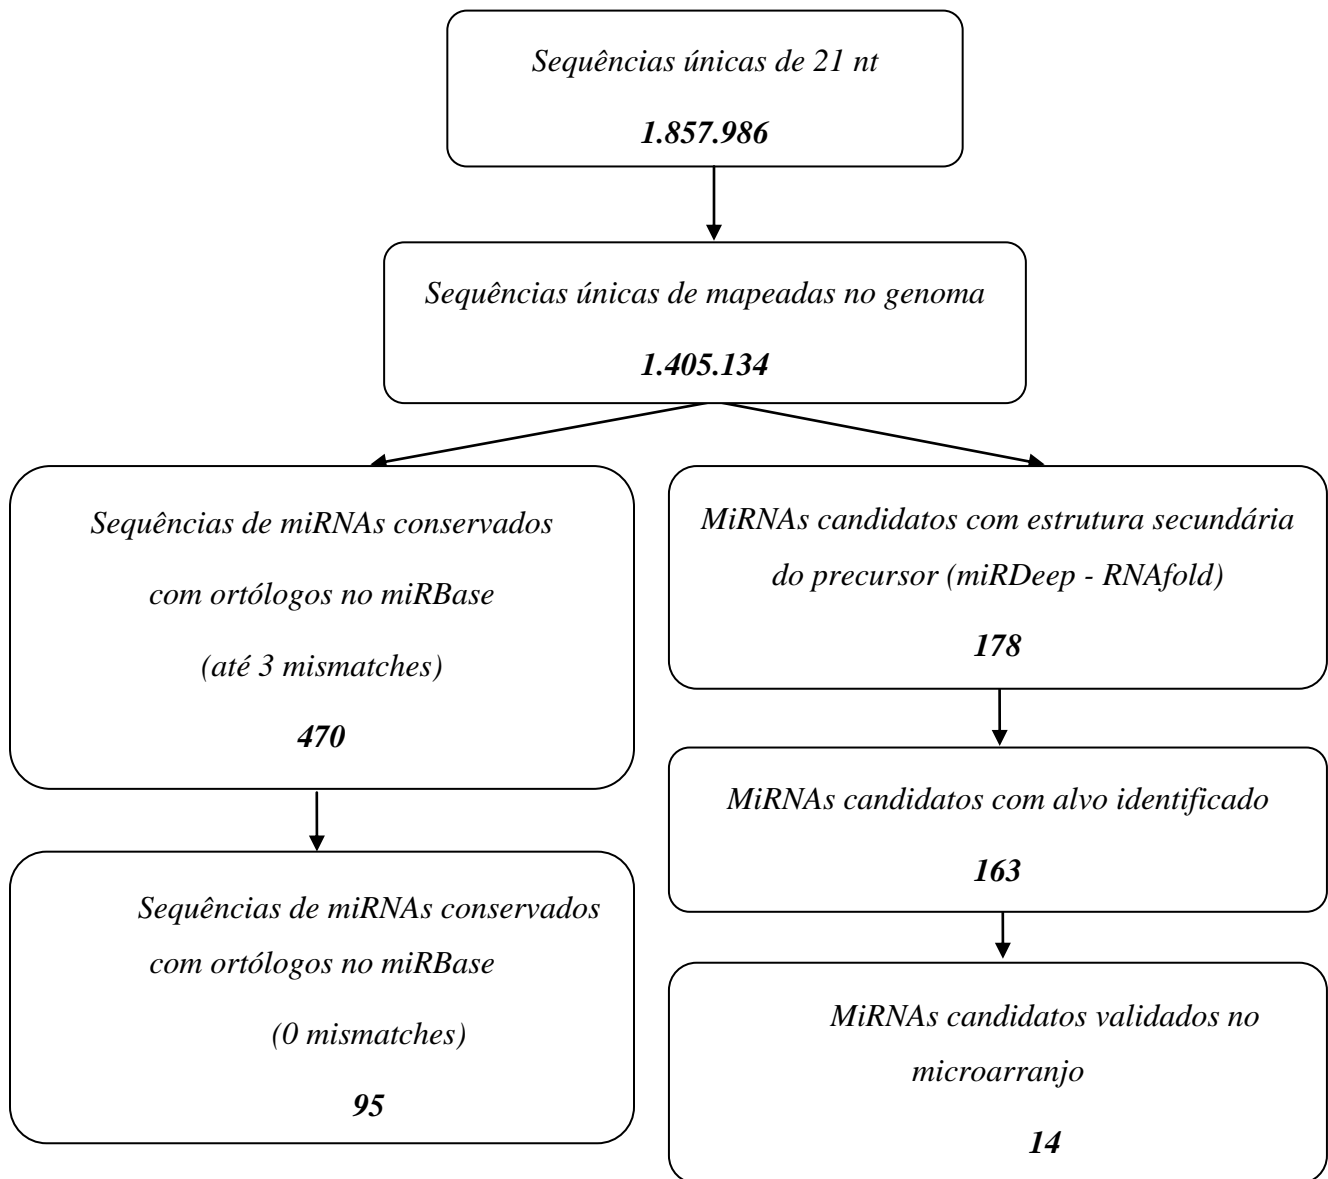 Sequências únicas de 21 nt
1.857.986
Sequências únicas de mapeadas no genoma
1.405.134
Sequências de miRNAs conservados
com ortólogos no miRBase
(até 3 mismatches)
470
Sequências de miRNAs conservados
com ortólogos no miRBase
(0 mismatches)
95
MiRNAs candidatos com estrutura secundária
do precursor (miRDeep - RNAfold)
178
MiRNAs candidatos com alvo identificado
163
MiRNAs candidatos validados no
microarranjo
14